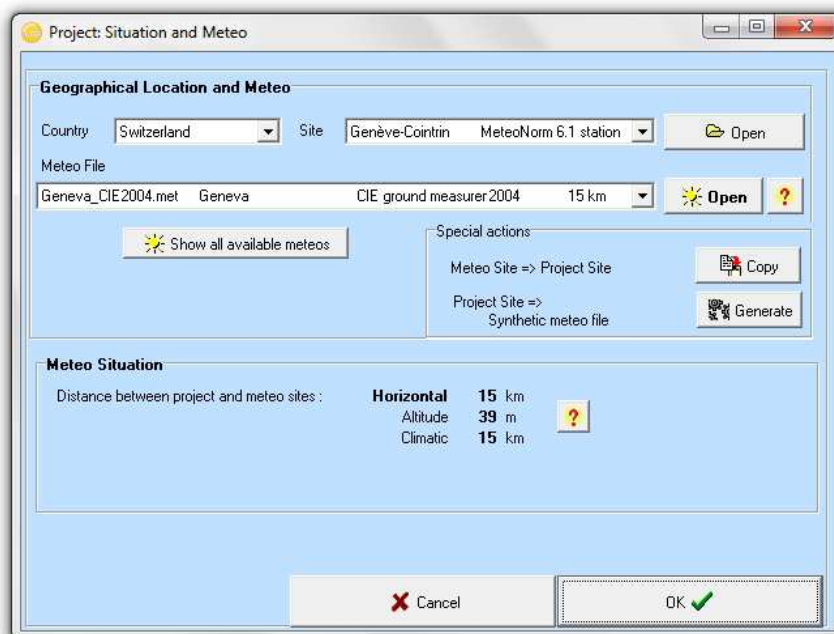 Project: Situation and Meteo
Geographical Location and Meteo
Country Switzerland Site Genève-Cointrin MeteoNorm 6.1 station Open
Meteo File
Geneva_CIE2004.met Geneva CIE ground measurer 2004 15 km Open ?
Show all available meteos
Special actions
Meteo Site => Project Site Copy
Project Site =>
Synthetic meteo file Generate
Meteo Situation
Distance between project and meteo sites : Horizontal 15 km
Altitude 39 m ?
Climatic 15 km
Cancel OK